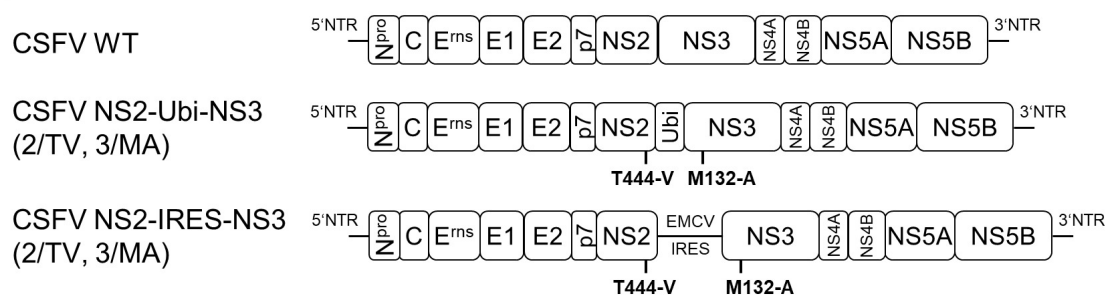 CSFV WT
5‘NTR Npro C Erns E1 E2 p7 NS2 NS3 NS4A NS4B NS5A NS5B 3‘NTR
CSFV NS2-Ubi-NS3
(2/TV, 3/MA)
5‘NTR Npro C Erns E1 E2 p7 NS2 Ubi NS3 NS4A NS4B NS5A NS5B 3‘NTR
T444-V M132-A
CSFV NS2-IRES-NS3
(2/TV, 3/MA)
5‘NTR Npro C Erns E1 E2 p7 NS2 EMCV IRES NS3 NS4A NS4B NS5A NS5B 3‘NTR
T444-V M132-A